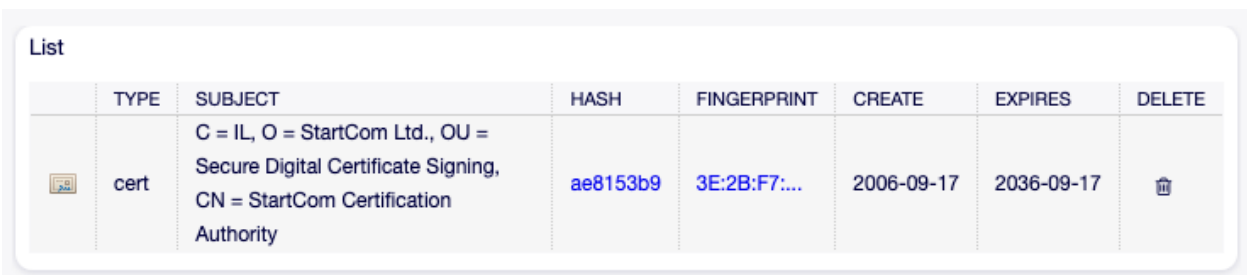 List
TYPE SUBJECT HASH FINGERPRINT CREATE EXPIRES DELETE
C = IL, O = StartCom Ltd., OU =
Secure Digital Certificate Signing,
cert ae8153b9 3E:2B:F7:... 2006-09-17 2036-09-17
CN = StartCom Certification
Authority